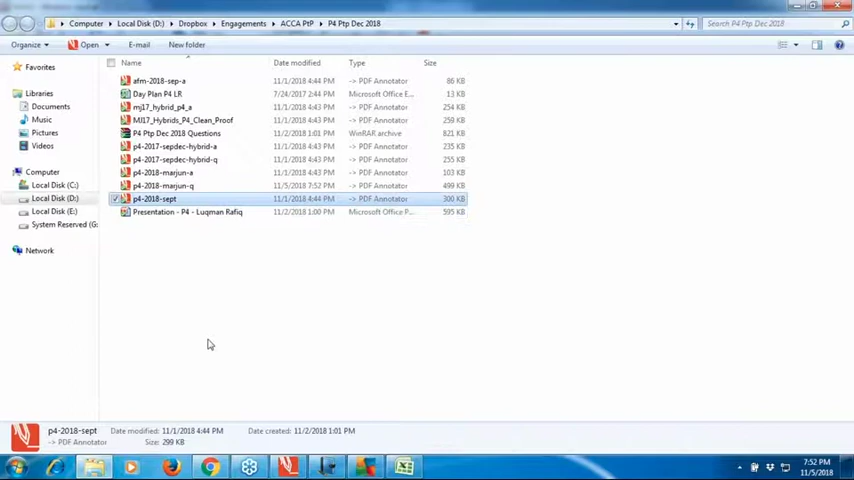 Computer ▸ Local Disk (D:) ▸ Dropbox ▸ Engagements ▸ ACCA PtP ▸ P4 Ptp Dec 2018
Search P4 Ptp Dec 2018
Organize Open E-mail New folder
Name Date modified Type Size
Favorites
Libraries
Documents
Music
Pictures
Videos
Computer
Local Disk (C:)
Local Disk (D:)
Local Disk (E:)
System Reserved (G:
Network
afm-2018-sep-a 11/1/2018 4:44 PM -> PDF Annotator 86 KB
Day Plan P4 LR 7/24/2017 2:44 PM Microsoft Office E... 13 KB
mj17_hybrid_p4_a 11/1/2018 4:43 PM -> PDF Annotator 254 KB
MJ17_Hybrids_P4_Clean_Proof 11/1/2018 4:43 PM -> PDF Annotator 259 KB
P4 Ptp Dec 2018 Questions 11/2/2018 1:01 PM WinRAR archive 821 KB
p4-2017-sepdec-hybrid-a 11/1/2018 4:43 PM -> PDF Annotator 235 KB
p4-2017-sepdec-hybrid-q 11/1/2018 4:43 PM -> PDF Annotator 255 KB
p4-2018-marjun-a 11/1/2018 4:43 PM -> PDF Annotator 103 KB
p4-2018-marjun-q 11/5/2018 7:52 PM -> PDF Annotator 499 KB
p4-2018-sept 11/1/2018 4:44 PM -> PDF Annotator 300 KB
Presentation - P4 - Luqman Rafiq 11/2/2018 1:00 PM Microsoft Office P... 595 KB
p4-2018-sept Date modified: 11/1/2018 4:44 PM Date created: 11/2/2018 1:01 PM
-> PDF Annotator Size: 299 KB
7:52 PM
11/5/2018